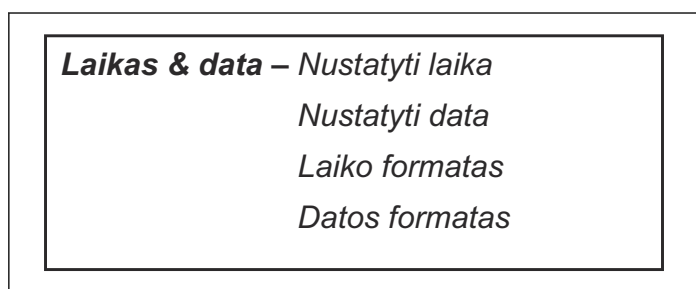 Laikas & data – Nustatyti laika
Nustatyti data
Laiko formatas
Datos formatas